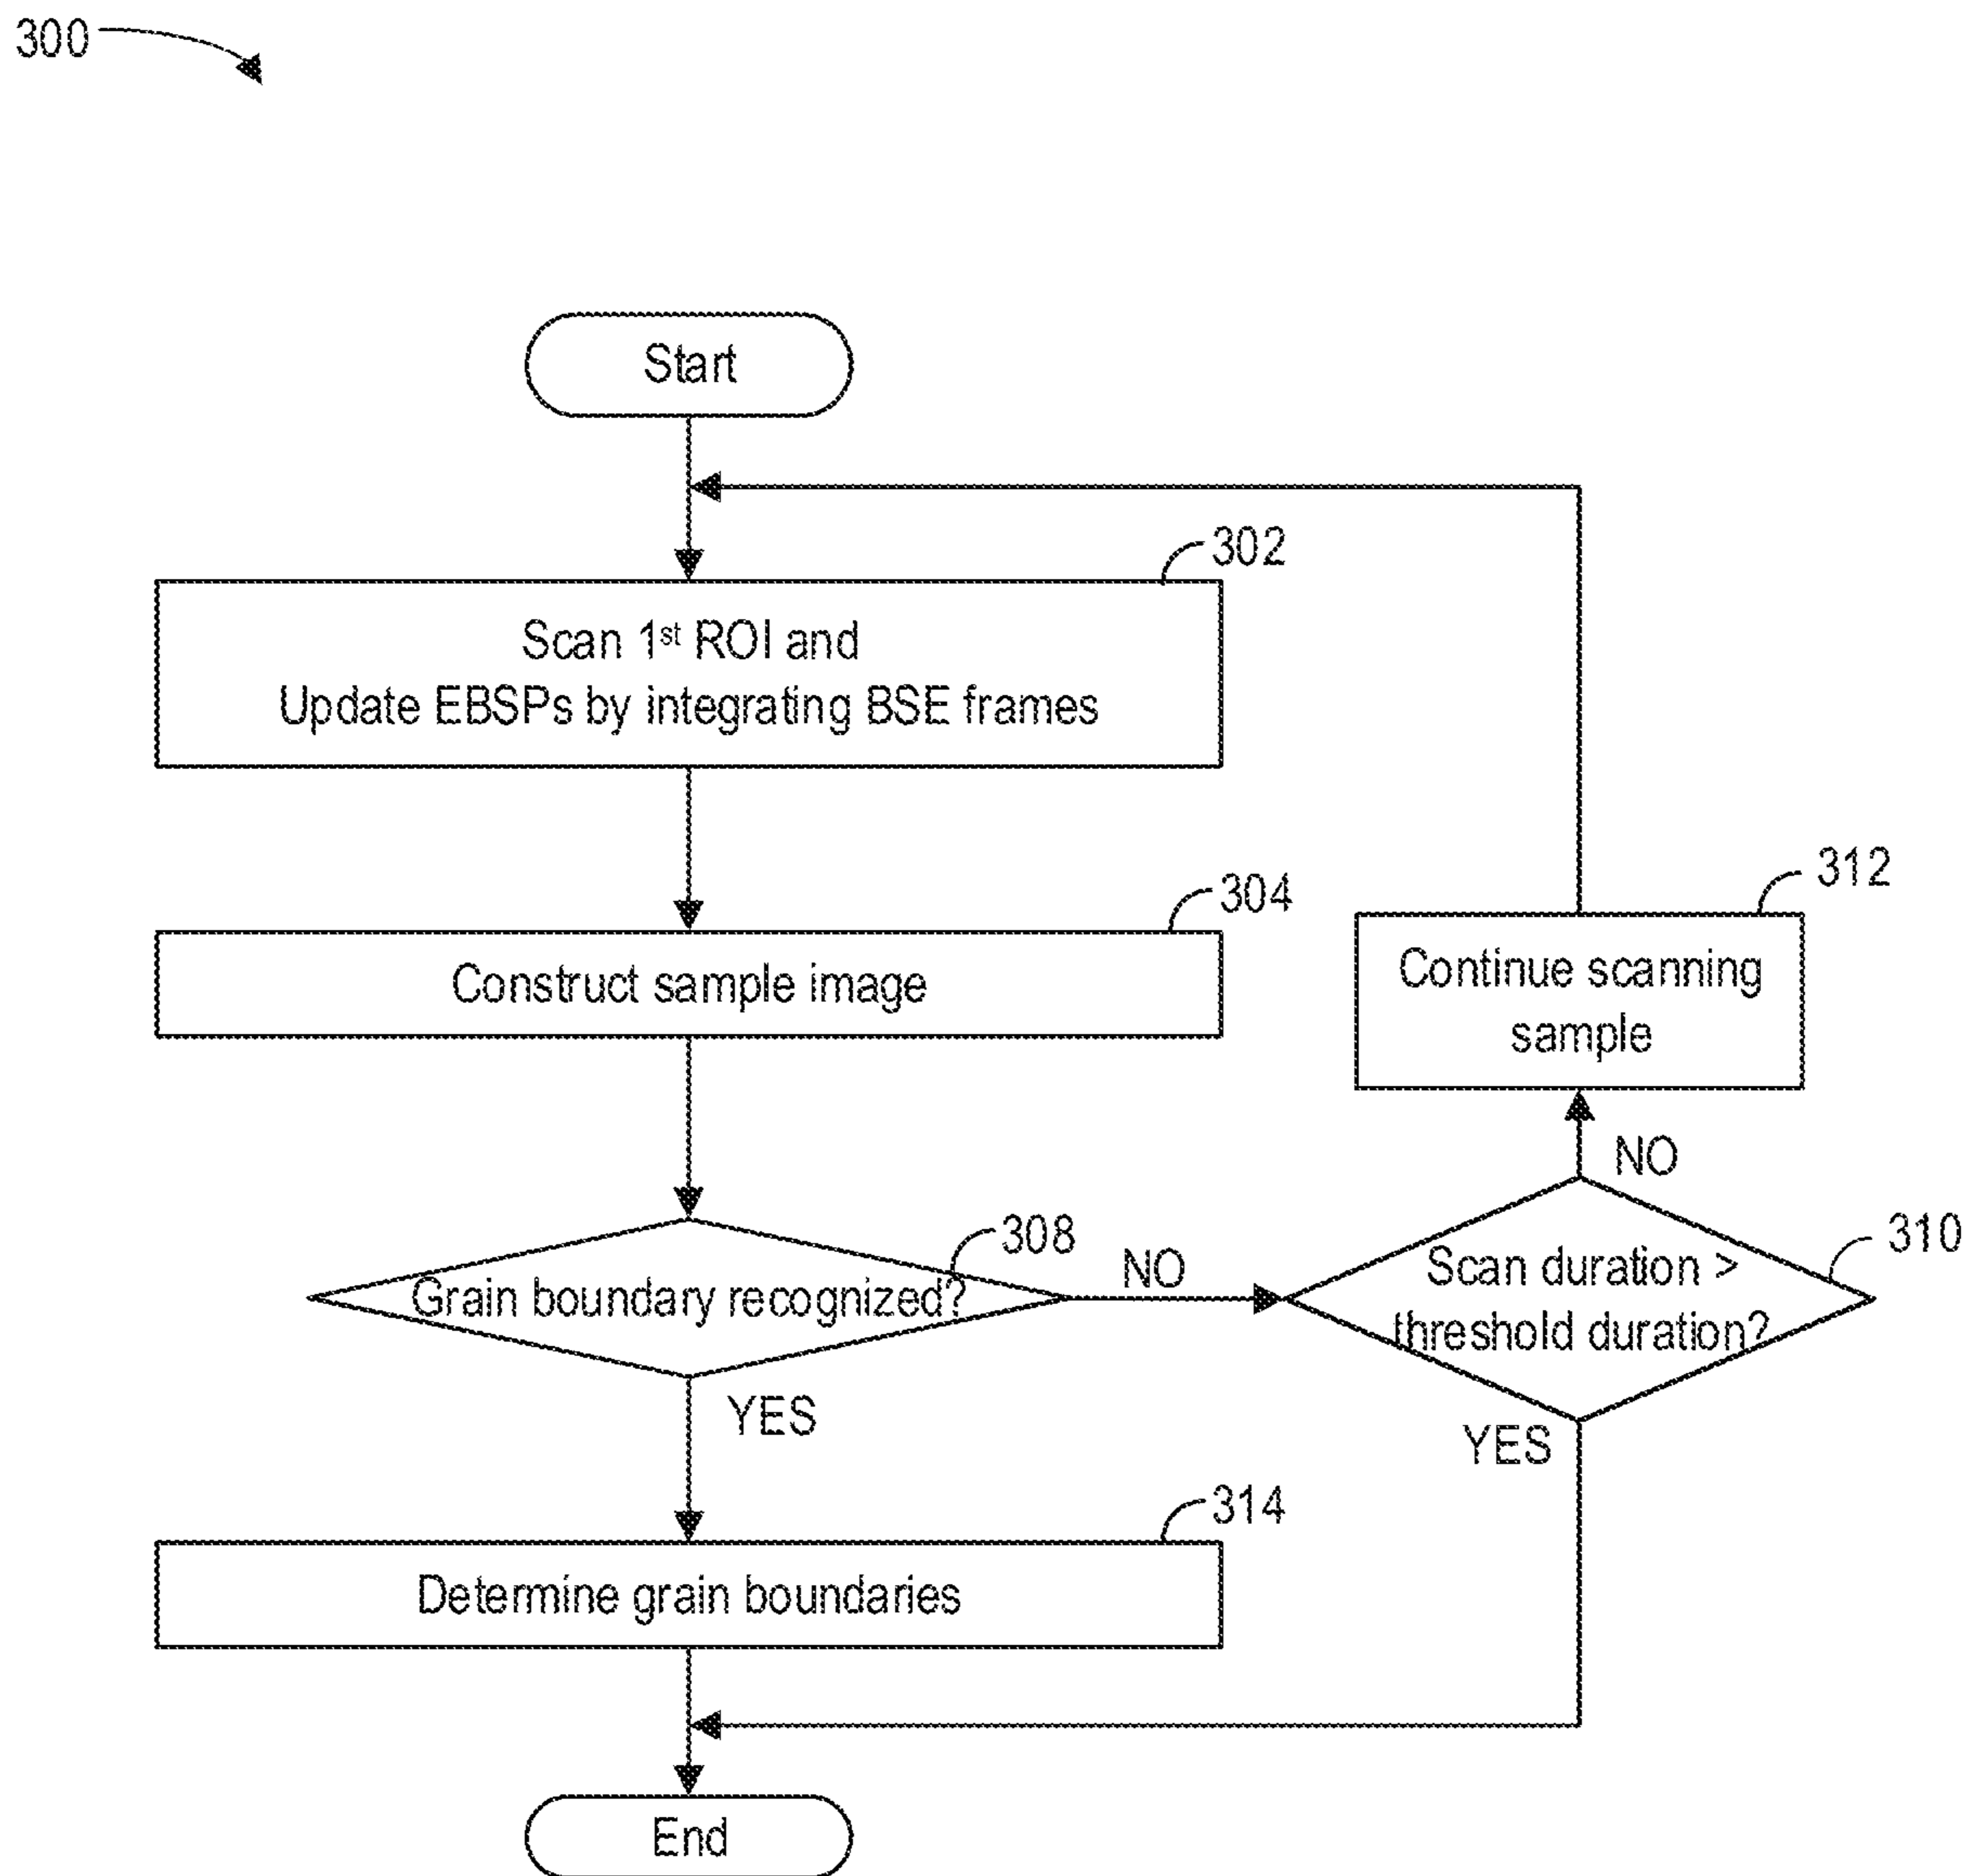 300
Start
302
Scan 1st ROI and
Update EBSPs by integrating BSE frames
304
Construct sample image
312
Continue scanning
sample
NO
308
Grain boundary recognized?
NO
310
Scan duration >
threshold duration?
YES
YES
314
Determine grain boundaries
End